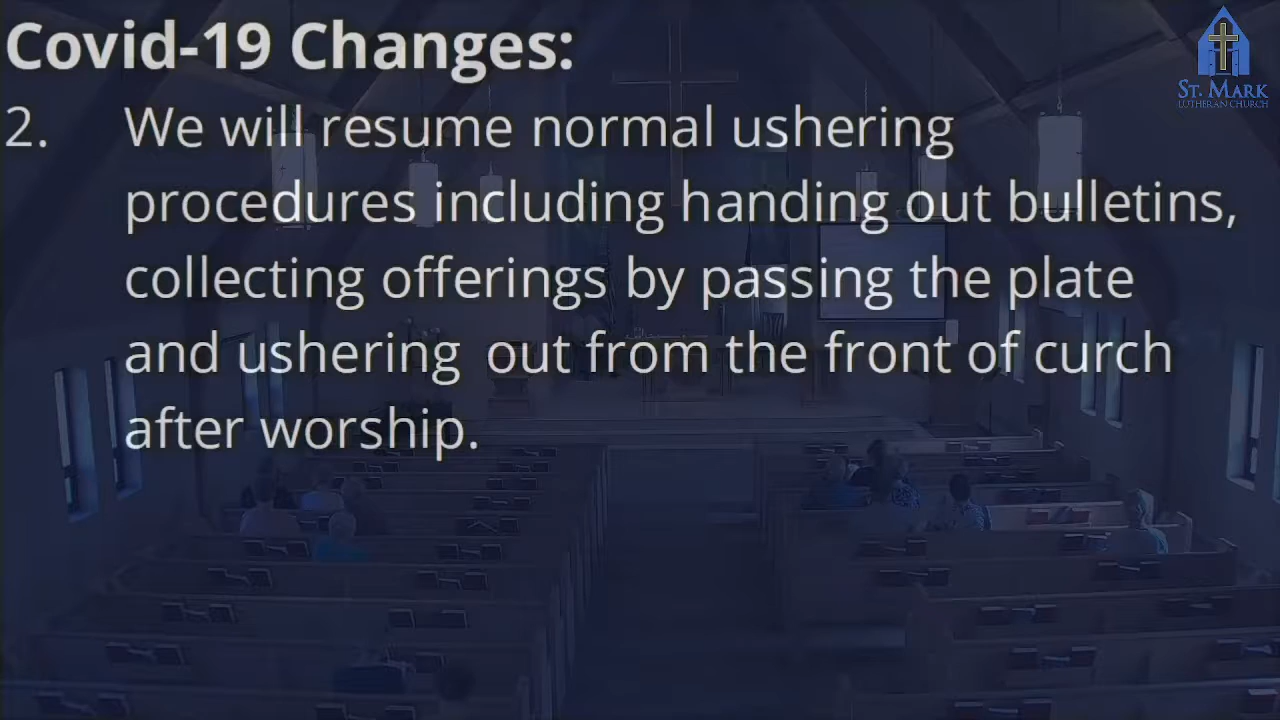 Covid-19 Changes:
2. We will resume normal ushering
procedures including handing out bulletins,
collecting offerings by passing the plate
and ushering out from the front of curch
after worship.
ST. MARK
LUTHERAN CHURCH